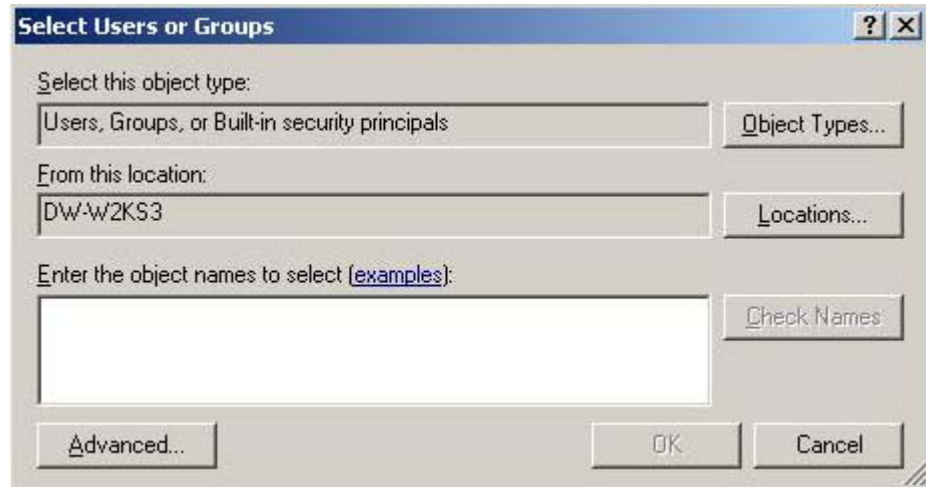 Select Users or Groups
Select this object type:
Users, Groups, or Built-in security principals
Object Types...
From this location:
DW-W2KS3
Locations...
Enter the object names to select (examples):
Check Names
Advanced...
OK
Cancel